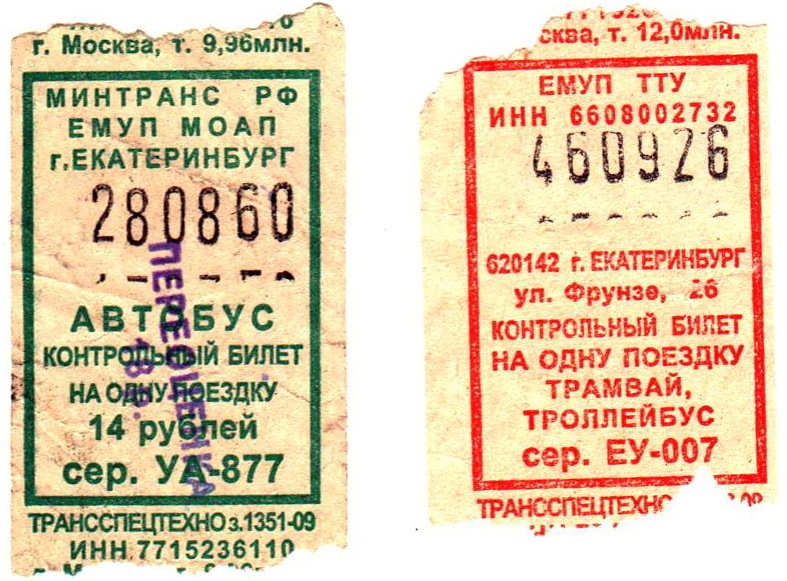 г. Москва, т. 9,96млн.
МИНТРАНС РФ
ЕМУП МОАП
г.ЕКАТЕРИНБУРГ
280860
АВТОБУС
КОНТРОЛЬНЫЙ БИЛЕТ
НА ОДНУ ПОЕЗДКУ
14 рублей
сер. УА-877
ПЕРЕОЦЕНКА
ТРАНССПЕЦТЕХНО з.1351-09
ИНН 7715236110
сква, т. 12,0млн.
ЕМУП ТТУ
ИНН 6608002732
460926
620142 г. ЕКАТЕРИНБУРГ
ул. Фрунзе, 26
КОНТРОЛЬНЫЙ БИЛЕТ
НА ОДНУ ПОЕЗДКУ
ТРАМВАЙ,
ТРОЛЛЕЙБУС
сер. ЕУ-007
ТРАНССПЕЦТЕХНО